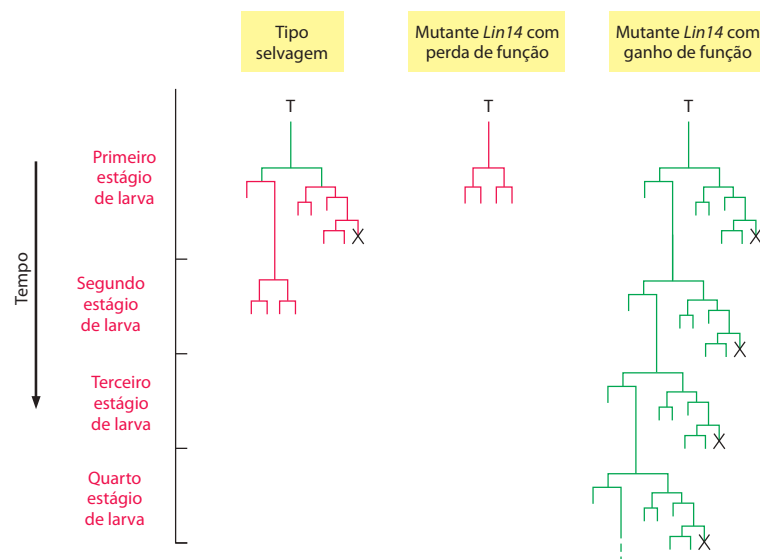 Tipo
selvagem
Mutante Lin14 com
perda de função
Mutante Lin14 com
ganho de função
T
T
T
Tempo
Primeiro
estágio
de larva
X
X
Segundo
estágio
de larva
X
Terceiro
estágio
de larva
X
Quarto
estágio
de larva
X